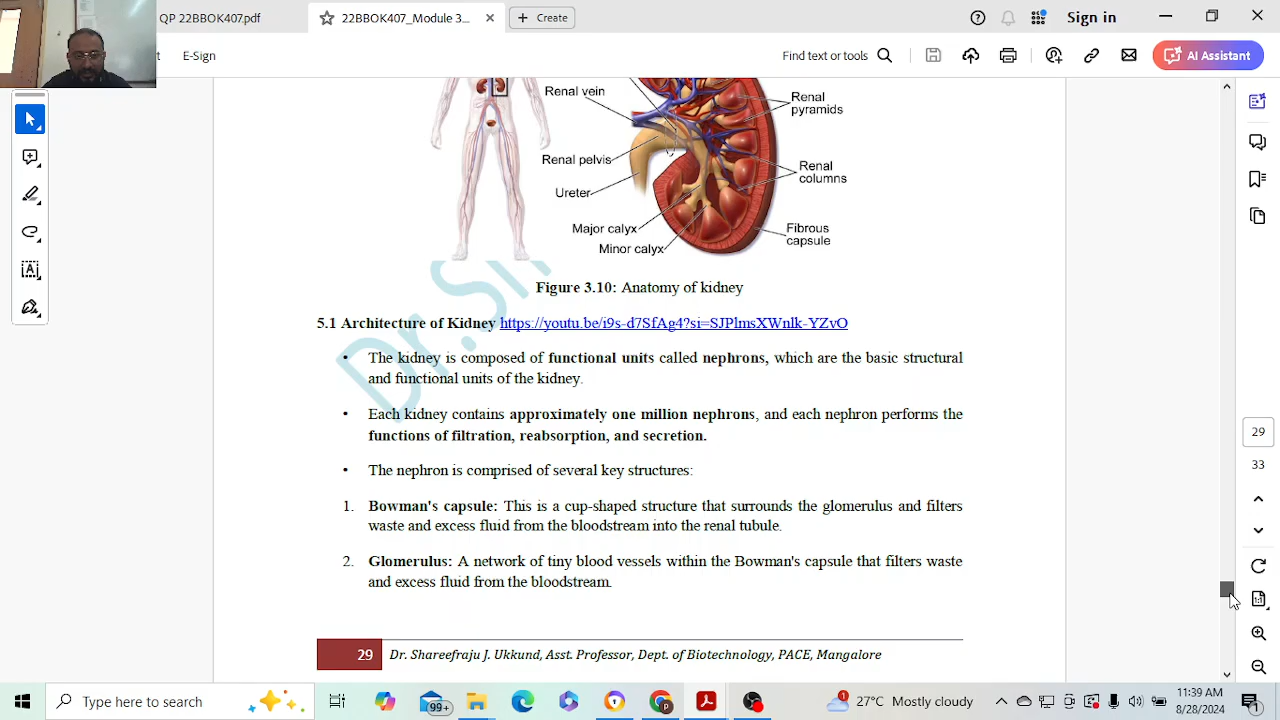 QP 22BBOK407.pdf
22BBOK407_Module 3_...
Create
Sign in
E-Sign
Find text or tools
AI Assistant
Renal vein
Renal pyramids
Renal pelvis
Renal columns
Ureter
Major calyx
Fibrous capsule
Minor calyx
Figure 3.10: Anatomy of kidney
5.1 Architecture of Kidney https://youtu.be/i9s-d7SfAg4?si=SJPlmsXWnlk-YZvO
• The kidney is composed of functional units called nephrons, which are the basic structural
and functional units of the kidney.
• Each kidney contains approximately one million nephrons, and each nephron performs the
functions of filtration, reabsorption, and secretion.
• The nephron is comprised of several key structures:
1. Bowman's capsule: This is a cup-shaped structure that surrounds the glomerulus and filters
waste and excess fluid from the bloodstream into the renal tubule.
2. Glomerulus: A network of tiny blood vessels within the Bowman's capsule that filters waste
and excess fluid from the bloodstream.
29 Dr. Shareefraju J. Ukkund, Asst. Professor, Dept. of Biotechnology, PACE, Mangalore
29
33
Type here to search
99+
1
27°C Mostly cloudy
11:39 AM
8/28/2024
1